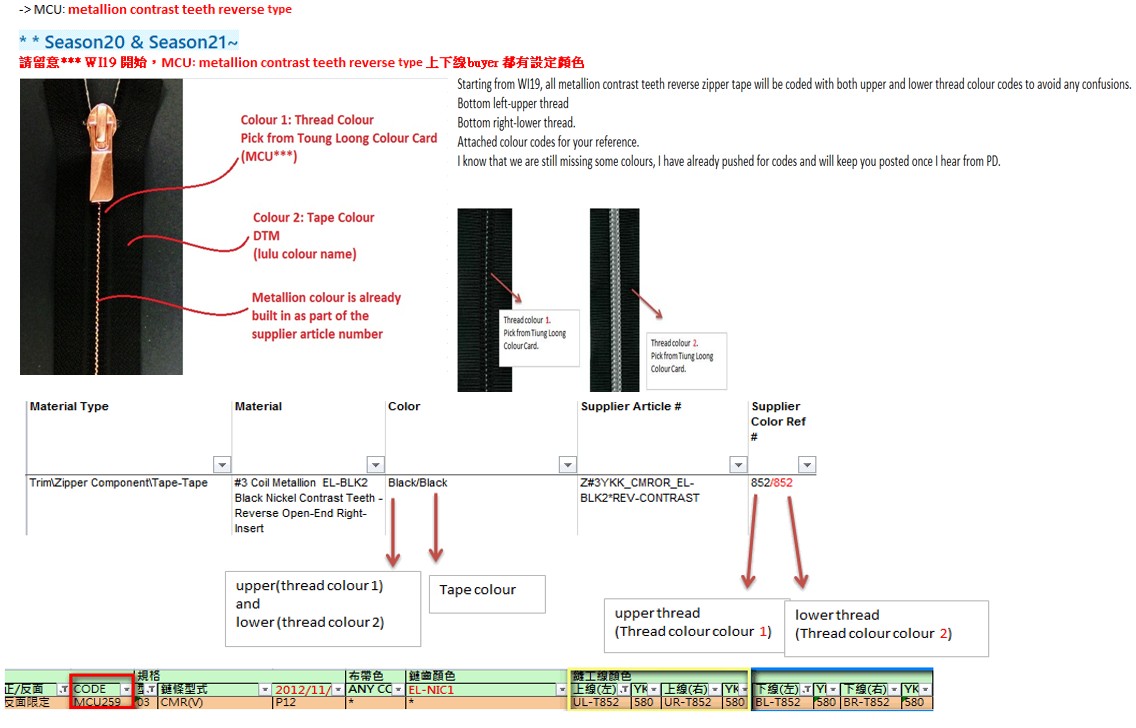 -> MCU: metallion contrast teeth reverse type
* * Season20 & Season21~
請留意*** WI19 開始，MCU: metallion contrast teeth reverse type 上下線buyer 都有設定顏色
Colour 1: Thread Colour
Pick from Toung Loong Colour Card
(MCU***)
Colour 2: Tape Colour
DTM
(lulu colour name)
Metallion colour is already
built in as part of the
supplier article number
Starting from WI19, all metallion contrast teeth reverse zipper tape will be coded with both upper and lower thread colour codes to avoid any confusions.
Bottom left-upper thread
Bottom right-lower thread.
Attached colour codes for your reference.
I know that we are still missing some colours, I have already pushed for codes and will keep you posted once I hear from PD.
Thread colour 1.
Pick from Tiung Loong
Colour Card.
Thread colour 2.
Pick from Tiung Loong
Colour Card.
Material Type Material Color Supplier Article # Supplier
Color Ref
#
Trim\Zipper Component\Tape-Tape #3 Coil Metallion EL-BLK2 Black/Black Z#3YKK_CMROR_EL- 852/852
Black Nickel Contrast Teeth - BLK2*REV-CONTRAST
Reverse Open-End Right-
Insert
upper(thread colour 1)
and
lower (thread colour 2)
Tape colour
upper thread
(Thread colour colour 1)
lower thread
(Thread colour colour 2)
規格 布帶色 鏈齒顏色 鏈工線顏色
正/反面 CODE 號 鏈條型式 2012/11/ ANY CC EL-NIC1 上線(左) YK 上線(右) YK 下線(左) YI 下線(右) YK
反面限定 MCU259 03 CMR(V) P12 * * UL-T852 580 UR-T852 580 BL-T852 580 BR-T852 580